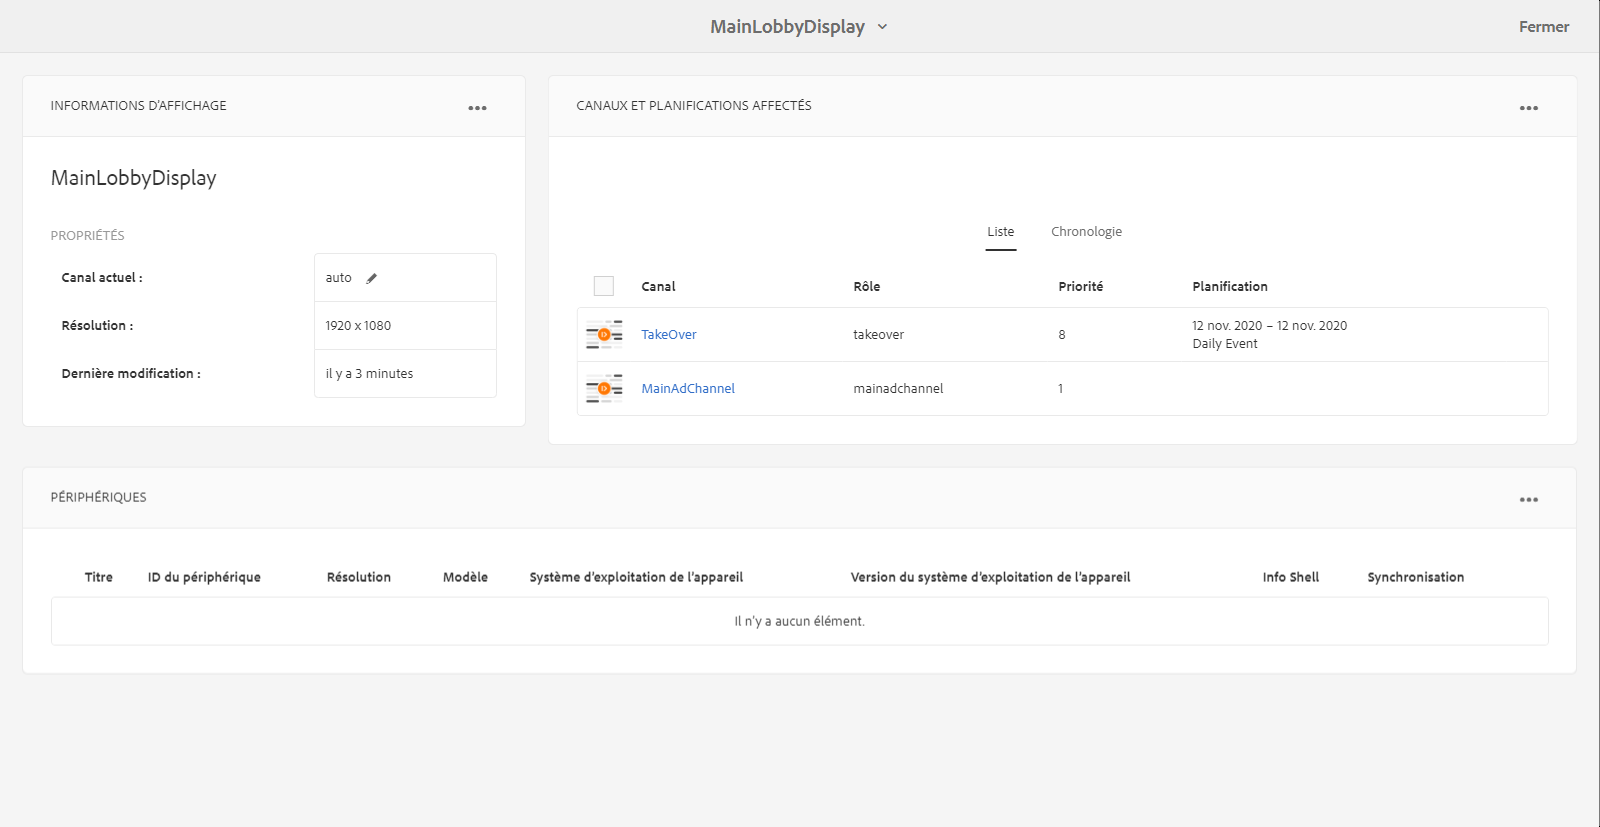 MainLobbyDisplay
Fermer
INFORMATIONS D'AFFICHAGE
MainLobbyDisplay
PROPRIÉTÉS
Canal actuel : auto
Résolution : 1920 x 1080
Dernière modification : il y a 3 minutes
CANAUX ET PLANIFICATIONS AFFECTÉS
Liste Chronologie
Canal Rôle Priorité Planification
TakeOver takeover 8 12 nov. 2020 – 12 nov. 2020
Daily Event
MainAdChannel mainadchannel 1
PÉRIPHÉRIQUES
Titre ID du périphérique Résolution Modèle Système d'exploitation de l'appareil Version du système d'exploitation de l'appareil Info Shell Synchronisation
Il n'y a aucun élément.